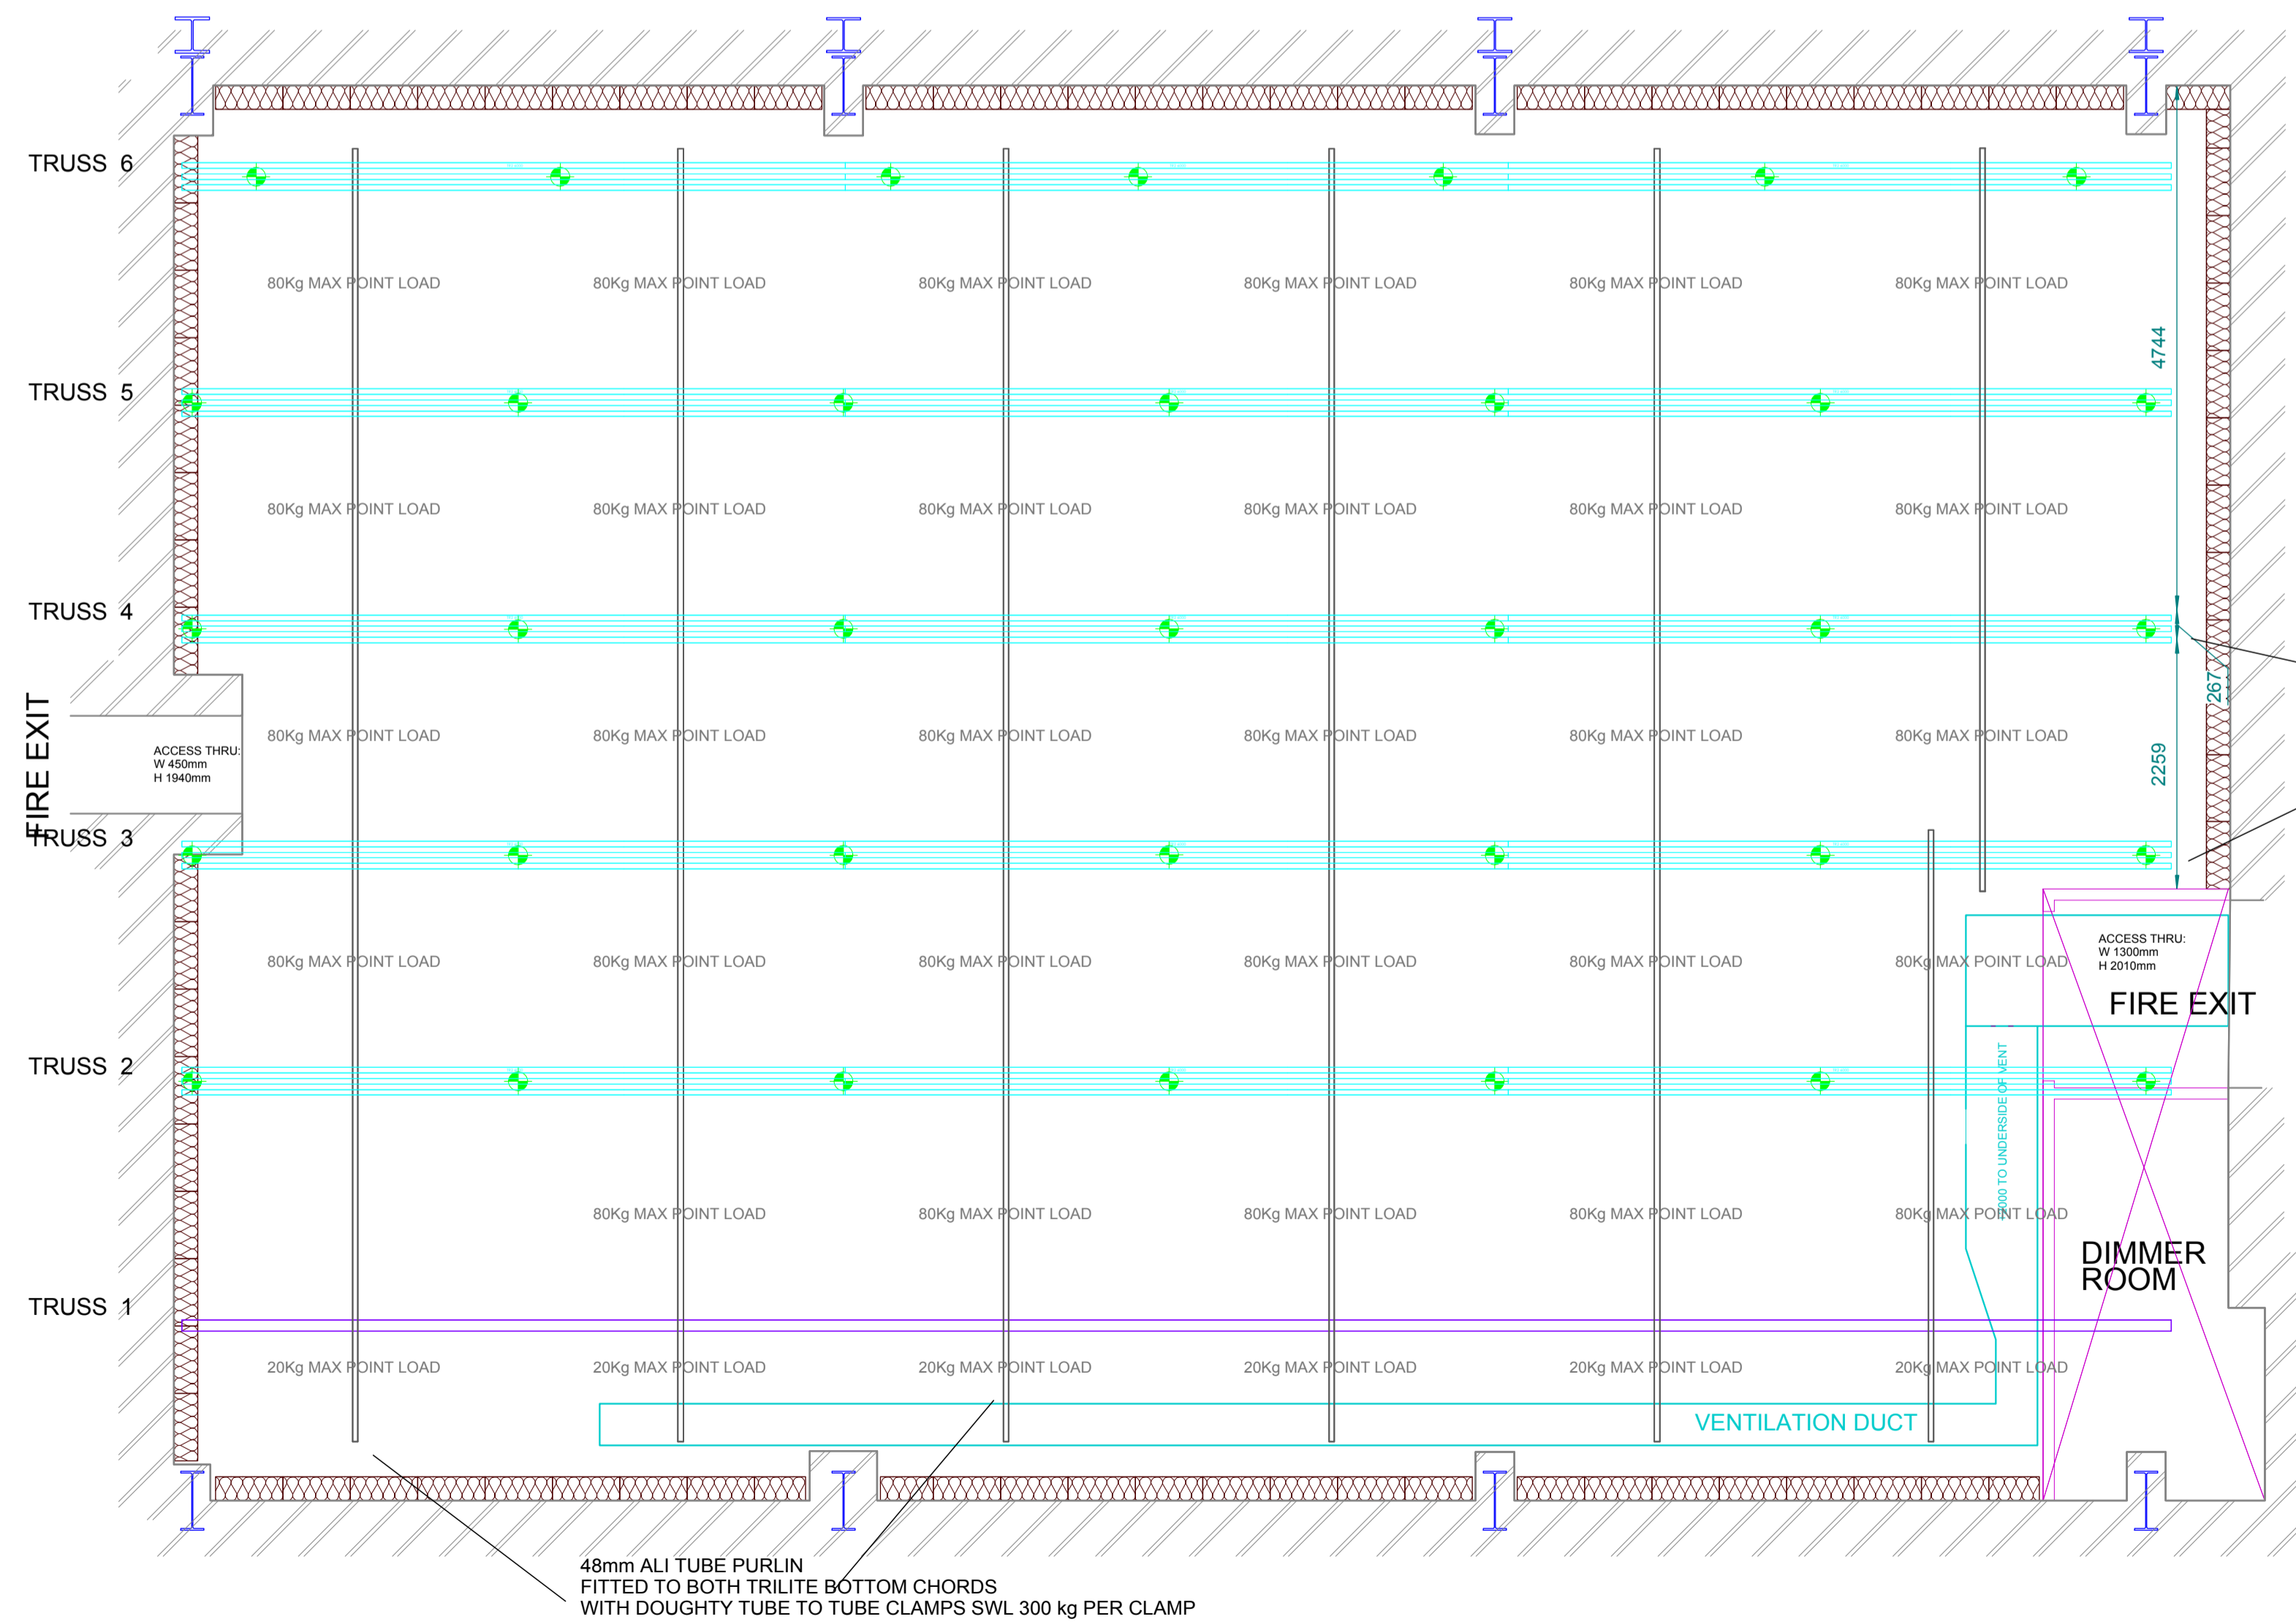 TRUSS 6
80Kg MAX POINT LOAD
80Kg MAX POINT LOAD
80Kg MAX POINT LOAD
80Kg MAX POINT LOAD
80Kg MAX POINT LOAD
80Kg MAX POINT LOAD
4744
TRUSS 5
80Kg MAX POINT LOAD
80Kg MAX POINT LOAD
80Kg MAX POINT LOAD
80Kg MAX POINT LOAD
80Kg MAX POINT LOAD
80Kg MAX POINT LOAD
TRUSS 4
267
FIRE EXIT
ACCESS THRU:
W 450mm
H 1940mm
80Kg MAX POINT LOAD
80Kg MAX POINT LOAD
80Kg MAX POINT LOAD
80Kg MAX POINT LOAD
80Kg MAX POINT LOAD
80Kg MAX POINT LOAD
2259
TRUSS 3
80Kg MAX POINT LOAD
80Kg MAX POINT LOAD
80Kg MAX POINT LOAD
80Kg MAX POINT LOAD
80Kg MAX POINT LOAD
80Kg MAX POINT LOAD
ACCESS THRU:
W 1300mm
H 2010mm
FIRE EXIT
TRUSS 2
TO UNDERSIDE OF VENT
80Kg MAX POINT LOAD
80Kg MAX POINT LOAD
80Kg MAX POINT LOAD
80Kg MAX POINT LOAD
80Kg MAX POINT LOAD
DIMMER
ROOM
TRUSS 1
20Kg MAX POINT LOAD
20Kg MAX POINT LOAD
20Kg MAX POINT LOAD
20Kg MAX POINT LOAD
20Kg MAX POINT LOAD
20Kg MAX POINT LOAD
VENTILATION DUCT
48mm ALI TUBE PURLIN
FITTED TO BOTH TRILITE BOTTOM CHORDS
WITH DOUGHTY TUBE TO TUBE CLAMPS SWL 300 kg PER CLAMP